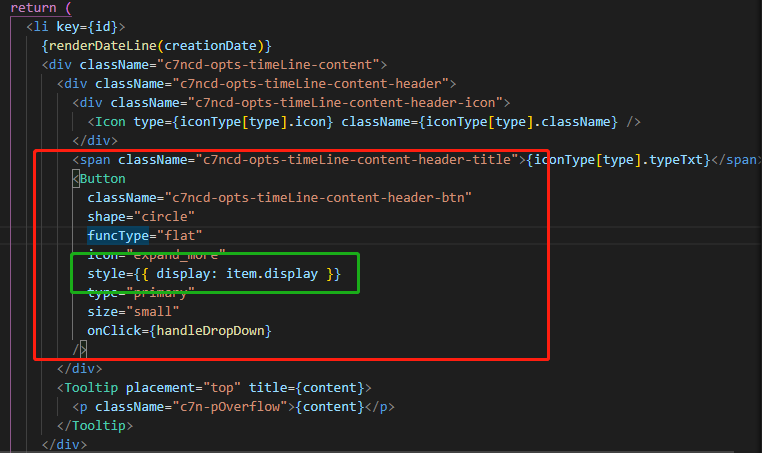 return (
<li key={id}>
{renderDateLine(creationDate)}
<div className="c7ncd-opts-timeLine-content">
<div className="c7ncd-opts-timeLine-content-header">
<div className="c7ncd-opts-timeLine-content-header-icon">
<Icon type={iconType[type].icon} className={iconType[type].className} />
</div>
<span className="c7ncd-opts-timeLine-content-header-title">{iconType[type].typeTxt}</span>
<Button
className="c7ncd-opts-timeLine-content-header-btn"
shape="circle"
funcType="flat"
icon="expand_more"
style={{ display: item.display }}
type="primary"
size="small"
onClick={handleDropDown}
/>
</div>
<Tooltip placement="top" title={content}>
<p className="c7n-pOverflow">{content}</p>
</Tooltip>
</div>